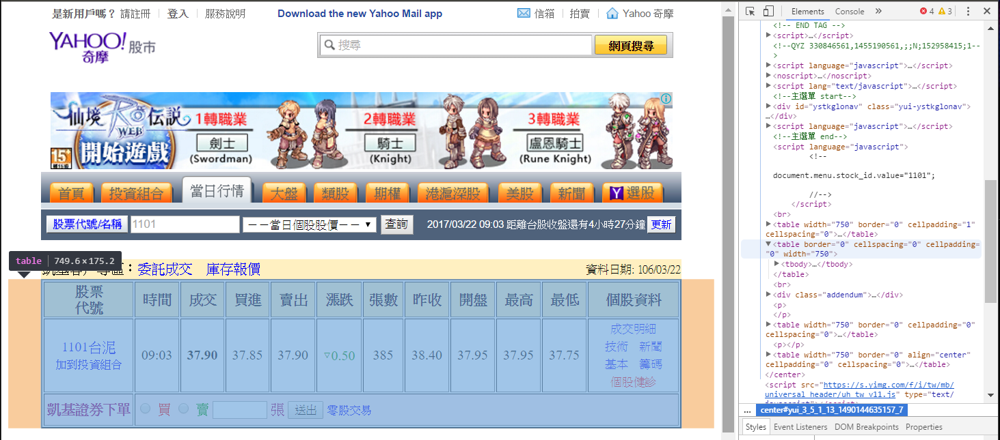 是新用戶嗎？ 請註冊 登入 服務說明 Download the new Yahoo Mail app 信箱 拍賣 Yahoo 奇摩
YAHOO! 奇摩 股市
搜尋 網頁搜尋
仙境 RO 伝説 WEB 開始遊戲
15+
1轉職業 劍士 (Swordman)
2轉職業 騎士 (Knight)
3轉職業 盧恩騎士 (Rune Knight)
首頁 投資組合 當日行情 大盤 類股 期權 港滬深股 美股 新聞 Y 選股
股票代號/名稱 1101 －－當日個股股價－－ 查詢 2017/03/22 09:03 距離台股收盤還有4小時27分鐘 更新
table 749.6×175.2
委託成交 庫存報價 資料日期: 106/03/22
股票代號 時間 成交 買進 賣出 漲跌 張數 昨收 開盤 最高 最低 個股資料
1101台泥 加到投資組合 09:03 37.90 37.85 37.90 ▽0.50 385 38.40 37.95 37.95 37.75
成交明細
技術 新聞
基本 籌碼
個股健診
凱基證券下單 買 賣 張 送出 零股交易
Elements Console » 4 3
<!-- END TAG -->
<script>…</script>
<!--QYZ 330846561,1455190561,;;N;152958415;1--
>
<script language="javascript">…</script>
<noscript>…</noscript>
<script lang="text/javascript">…</script>
<!--主選單 start-->
<div id="ystkglonav" class="yui-ystkglonav">
…</div>
<script language="javascript">…</script>
<!--主選單 end-->
<script language="javascript">
<!--
document.menu.stock_id.value="1101";
//-->
</script>
<br>
<table width="750" border="0" cellpadding="1"
cellspacing="0">…</table>
<table border="0" cellspacing="0" cellpadding=
"0" width="750">
<tbody>…</tbody>
</table>
<br>
<div class="addendum">…</div>
<p>
</p>
<table width="750" border="0" cellpadding="0"
cellspacing="0">…</table>
<p></p>
<table width="750" border="0" align="center"
cellpadding="0" cellspacing="0">…</table>
</center>
<script src="https://s.yimg.com/f/i/tw/mb/
universal_header/uh_tw_v11.js" type="text/
… center#yui_3_5_1_13_1490144635157_7
Styles Event Listeners DOM Breakpoints Properties